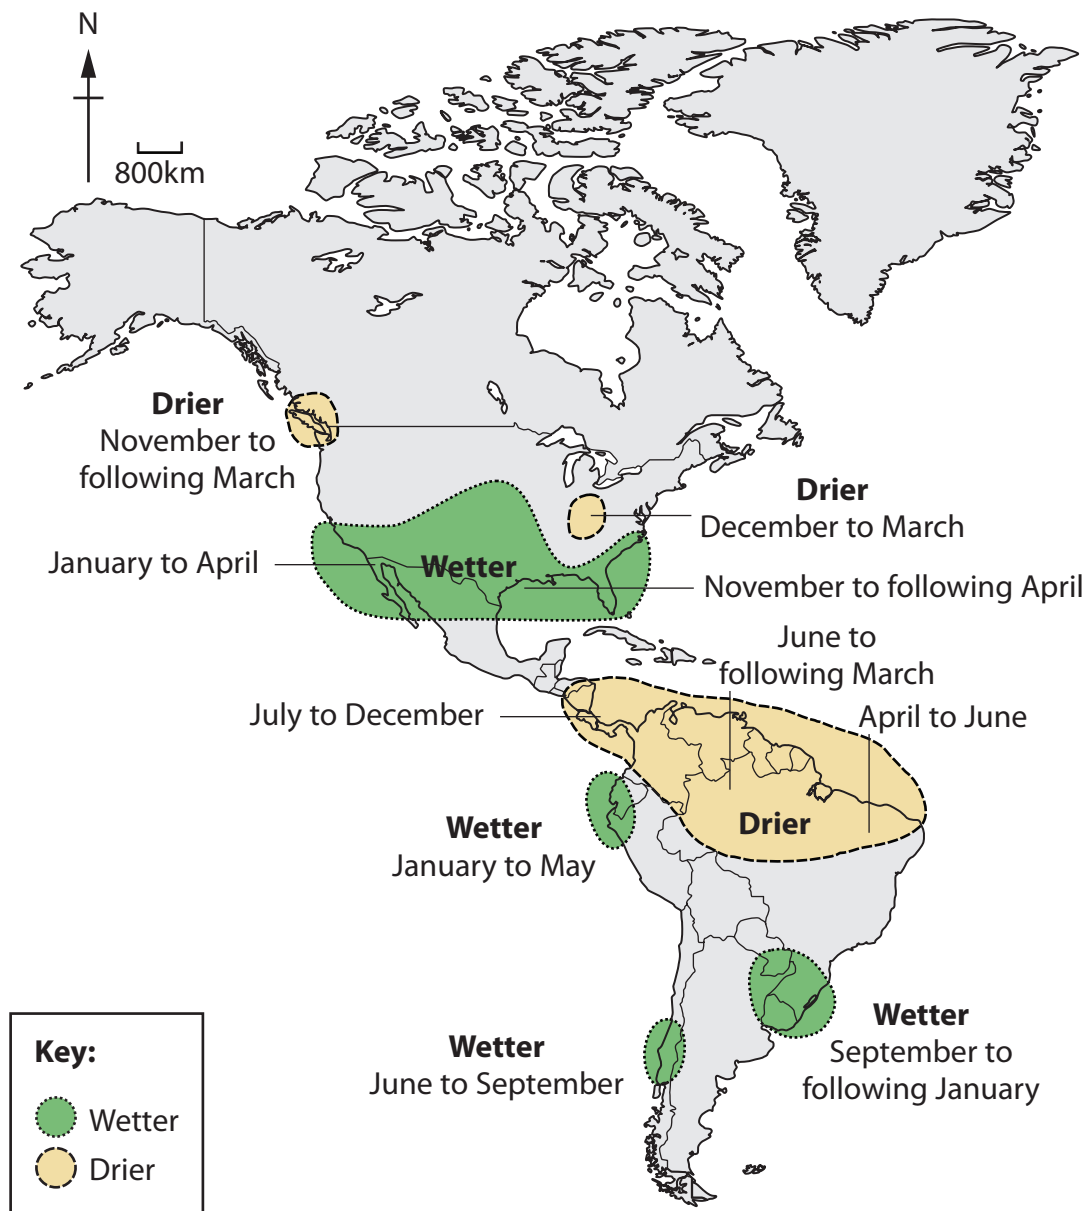 N
800km
Drier
November to
following March
Drier
December to March
January to April
Wetter
November to following April
June to
following March
July to December
April to June
Drier
Wetter
January to May
Wetter
September to
following January
Wetter
June to September
Key:
Wetter
Drier